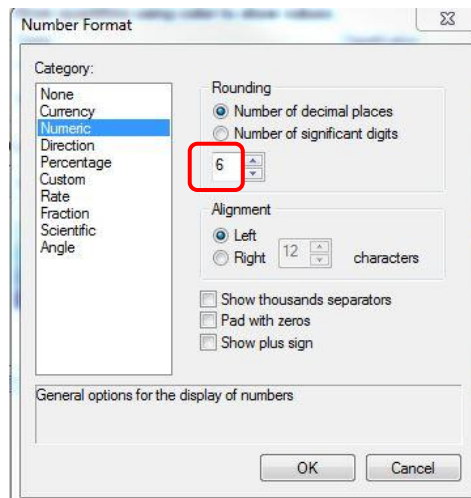 Number Format
Category:
None
Currency
Numeric
Direction
Percentage
Custom
Rate
Fraction
Scientific
Angle
Rounding
Number of decimal places
Number of significant digits
6
Alignment
Left
Right 12 characters
Show thousands separators
Pad with zeros
Show plus sign
General options for the display of numbers
OK Cancel